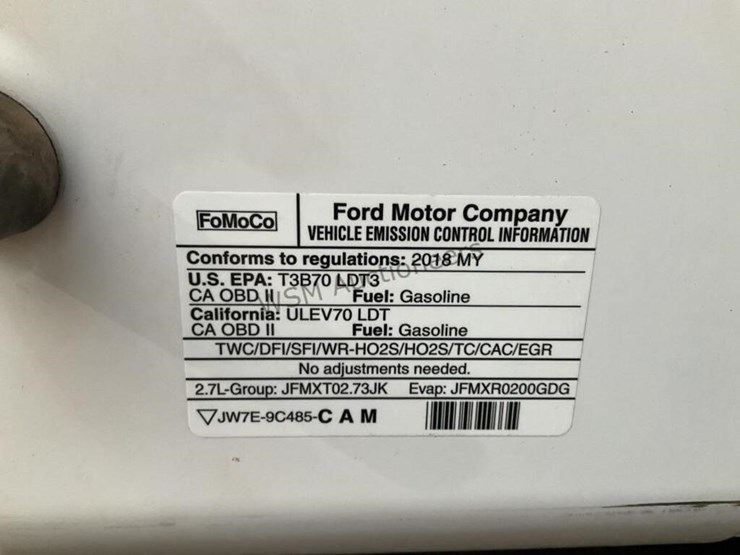 FoMoCo
Ford Motor Company
VEHICLE EMISSION CONTROL INFORMATION
Conforms to regulations: 2018 MY
U.S. EPA: T3B70 LDT3
CA OBD II Fuel: Gasoline
California: ULEV70 LDT
CA OBD II Fuel: Gasoline
TWC/DFI/SFI/WR-HO2S/HO2S/TC/CAC/EGR
No adjustments needed.
2.7L-Group: JFMXT02.73JK Evap: JFMXR0200GDG
JW7E-9C485-C A M
WSM Auctioneers